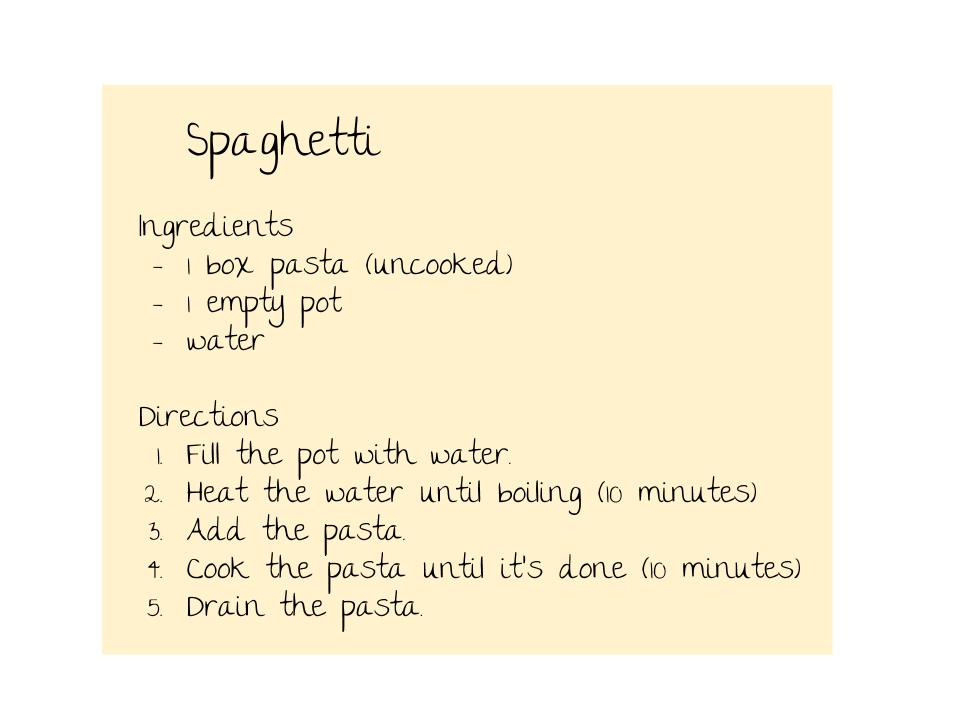 Spaghetti
Ingredients
- 1 box pasta (uncooked)
- 1 empty pot
- water
Directions
1. Fill the pot with water.
2. Heat the water until boiling (10 minutes)
3. Add the pasta.
4. Cook the pasta until it's done (10 minutes)
5. Drain the pasta.